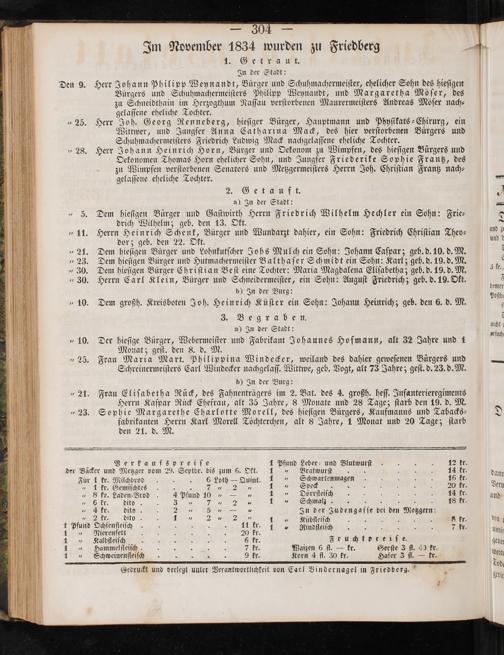 — 304 —
Im November 1834 wurden zu Friedberg
1. Getraut.
In der Stadt:
Den 9. Herr Johann Philipp Weynandt, Bürger und Schuhmachermeister, ehelicher Sohn des hiesigen
Bürgers und Schuhmachermeisters Philipp Weynandt, und Margaretha Möser, des
zu Schneidthain im Herzogthum Nassau verstorbenen Maurermeisters Andreas Möser nach-
gelassene eheliche Tochter.
" 25. Herr Joh. Georg Renneberg, hiesiger Bürger, Hauptmann und Physikats-Chirurg, ein
Wittwer, und Jungfer Anna Catharina Mack, des hier verstorbenen Bürgers und
Schuhmachermeisters Friedrich Ludwig Mack nachgelassene eheliche Tochter.
" 28. Herr Johann Heinrich Horn, Bürger und Oekonom zu Wimpfen, des hiesigen Bürgers und
Oekonomen Thomas Horn ehelicher Sohn, und Jungfer Friederike Sophie Frantz, des
zu Wimpfen verstorbenen Senators und Metzgermeisters Herrn Joh. Christian Frantz nach-
gelassene eheliche Tochter.
2. Getauft.
a) In der Stadt:
" 5. Dem hiesigen Bürger und Gastwirth Herrn Friedrich Wilhelm Hechler ein Sohn: Frie-
drich Wilhelm; geb. den 13. Okt.
" 11. Herrn Heinrich Schenk, Bürger und Wundarzt dahier, ein Sohn: Friedrich Christian Theo-
dor; geb. den 22. Okt.
" 21. Dem hiesigen Bürger und Lohnkutscher Jobs Mulch ein Sohn: Johann Caspar; geb. d. 10. d. M.
" 23. Dem hiesigen Bürger und Hutmachermeister Balthaser Schmidt ein Sohn: Karl; geb. d. 19. d. M.
" 30. Dem hiesigen Bürger Christian Best eine Tochter: Maria Magdalena Elisabetha; geb. d. 19. d. M.
" 30. Herrn Carl Klein, Bürger und Schneidermeister, ein Sohn: August Friedrich; geb. d. 19. Okt.
b) In der Burg:
" 10. Dem großh. Kreisboten Joh. Heinrich Küster ein Sohn: Johann Heinrich; geb. den 6. d. M.
3. Begraben.
a) In der Stadt:
" 10. Der hiesige Bürger, Webermeister und Fabrikant Johannes Hofmann, alt 32 Jahre und 1
Monat; gest. den 8. d. M.
" 25. Frau Maria Mart. Philippina Windecker, weiland des dahier gewesenen Bürgers und
Schreinermeisters Carl Windecker nachgelass. Wittwe, geb. Vogt, alt 73 Jahre; gest. d. 23. d. M.
b) In der Burg:
" 21. Frau Elisabetha Rück, des Fahnenträgers im 2. Bat. des 4. großh. hess. Infanterieregiments
Herrn Kaspar Rück Ehefrau, alt 35 Jahre, 8 Monate und 28 Tage; starb den 19. d. M.
" 23. Sophie Margarethe Charlotte Morell, des hiesigen Bürgers, Kaufmanns und Tabacks-
fabrikanten Herrn Karl Morell Töchterchen, alt 8 Jahre, 1 Monat und 20 Tage; starb
den 21. d. M.
Verkaufspreise
der Bäcker und Metzger vom 29. Septbr. bis zum 6. Okt.
Für 1 kr. Milchbrod . . . 6 Loth — Quint.
" 1 kr. Gemischtes . . . 7 " 2 "
" 8 kr. Laden-Brod . 4 Pfund 10 " — "
" 6 kr. dito . 3 " 7 " 2 "
" 4 kr. dito . 2 " 5 " — "
" 2 kr. dito . 1 " 2 " 2 "
1 Pfund Ochsenfleisch . . . 11 kr.
1 " Nierenfett . . . 20 kr.
1 " Kalbfleisch . . . 6 kr.
1 " Hammelfleisch . . . 7 kr.
1 " Schweinenfleisch . . . 9 kr.
1 Pfund Leber- und Blutwurst . . . 12 kr.
1 " Bratwurst . . . 14 kr.
1 " Schwartenmagen . . . 16 kr.
1 " Speck . . . 20 kr.
1 " Dörrfleisch . . . 14 kr.
1 " Schmalz . . . 18 kr.
In der Judengasse bei den Metzgern:
1 " Kuhfleisch . . . 8 kr.
1 " Rindfleisch . . . 7 kr.
Fruchtpreise.
Waizen 6 fl. — kr. Gerste 3 fl. 40 kr.
Korn 4 fl. 30 kr. Hafer 3 fl. — kr.
Gedruckt und verlegt unter Verantwortlichkeit von Carl Bindernagel in Friedberg.